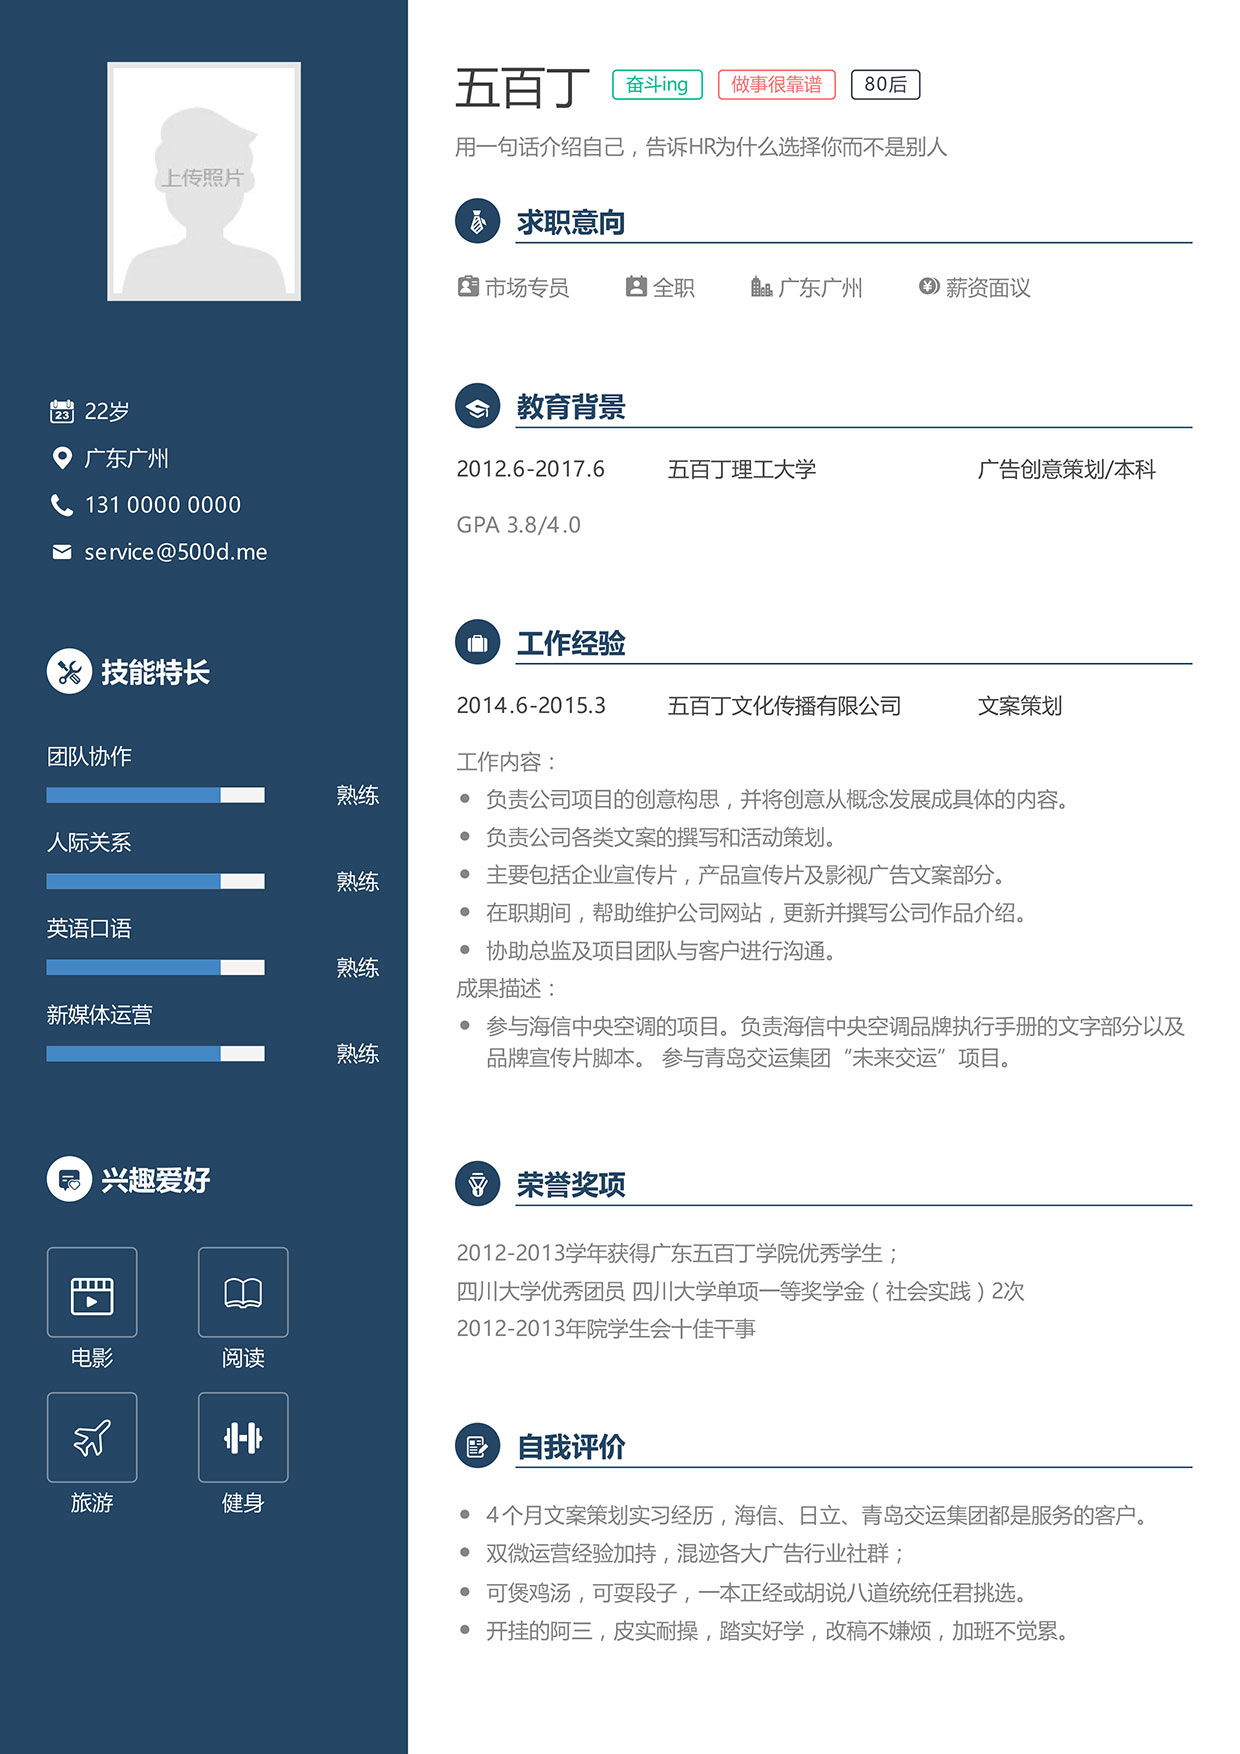 上传照片
22岁
广东广州
131 0000 0000
service@500d.me
技能特长
团队协作
熟练
人际关系
熟练
英语口语
熟练
新媒体运营
熟练
兴趣爱好
电影 阅读
旅游 健身
五百丁 奋斗ing 做事很靠谱 80后
用一句话介绍自己，告诉HR为什么选择你而不是别人
求职意向
市场专员 全职 广东广州 薪资面议
教育背景
2012.6-2017.6 五百丁理工大学 广告创意策划/本科
GPA 3.8/4.0
工作经验
2014.6-2015.3 五百丁文化传播有限公司 文案策划
工作内容：
● 负责公司项目的创意构思，并将创意从概念发展成具体的内容。
● 负责公司各类文案的撰写和活动策划。
● 主要包括企业宣传片，产品宣传片及影视广告文案部分。
● 在职期间，帮助维护公司网站，更新并撰写公司作品介绍。
● 协助总监及项目团队与客户进行沟通。
成果描述：
● 参与海信中央空调的项目。负责海信中央空调品牌执行手册的文字部分以及
品牌宣传片脚本。 参与青岛交运集团“未来交运”项目。
荣誉奖项
2012-2013学年获得广东五百丁学院优秀学生；
四川大学优秀团员 四川大学单项一等奖学金（社会实践）2次
2012-2013年院学生会十佳干事
自我评价
● 4个月文案策划实习经历，海信、日立、青岛交运集团都是服务的客户。
● 双微运营经验加持，混迹各大广告行业社群；
● 可煲鸡汤，可耍段子，一本正经或胡说八道统统任君挑选。
● 开挂的阿三，皮实耐操，踏实好学，改稿不嫌烦，加班不觉累。